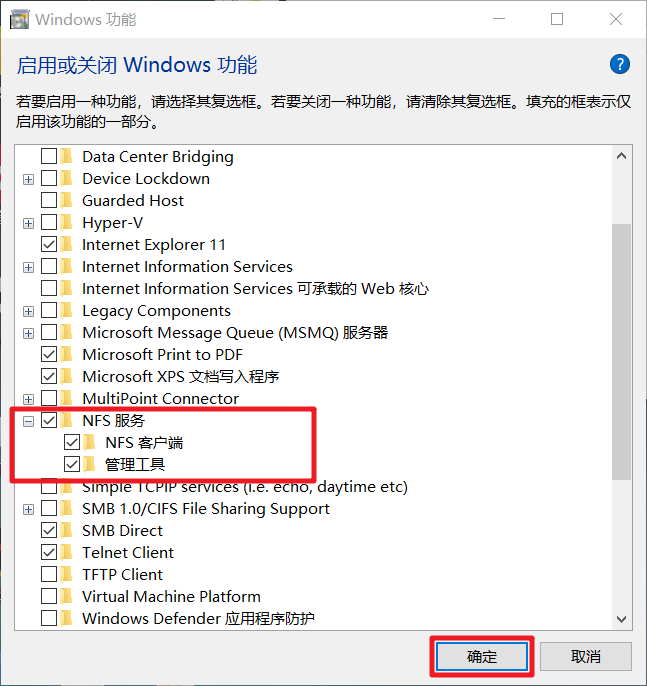 Windows 功能
启用或关闭 Windows 功能
?
若要启用一种功能，请选择其复选框。若要关闭一种功能，请清除其复选框。填充的框表示仅
启用该功能的一部分。
Data Center Bridging
Device Lockdown
Guarded Host
Hyper-V
Internet Explorer 11
Internet Information Services
Internet Information Services 可承载的 Web 核心
Legacy Components
Microsoft Message Queue (MSMQ) 服务器
Microsoft Print to PDF
Microsoft XPS 文档写入程序
MultiPoint Connector
NFS 服务
NFS 客户端
管理工具
Simple TCPIP services (i.e. echo, daytime etc)
SMB 1.0/CIFS File Sharing Support
SMB Direct
Telnet Client
TFTP Client
Virtual Machine Platform
Windows Defender 应用程序防护
确定
取消